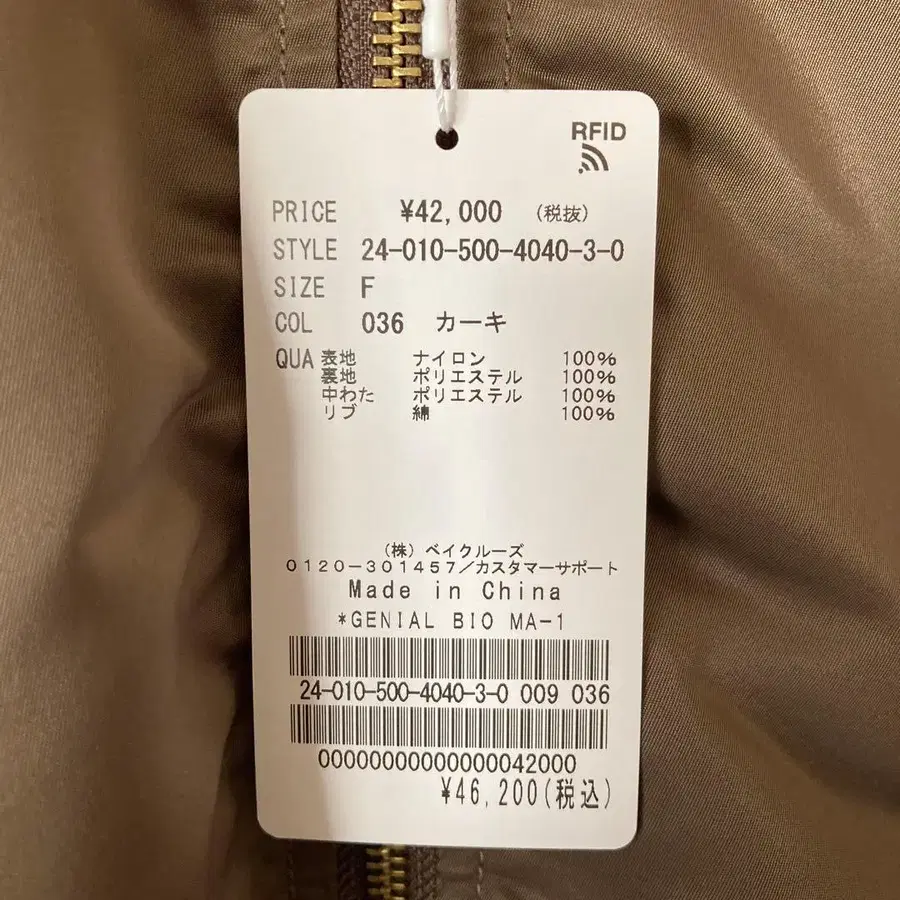 RFID
PRICE ¥42,000 (税抜)
STYLE 24-010-500-4040-3-0
SIZE F
COL 036 カーキ
QUA 表地 ナイロン 100%
裏地 ポリエステル 100%
中わた ポリエステル 100%
リブ 綿 100%
(株) ベイクルーズ
0120-301457/カスタマーサポート
Made in China
*GENIAL BIO MA-1
24-010-500-4040-3-0 009 036
00000000000000042000
¥46,200(税込)